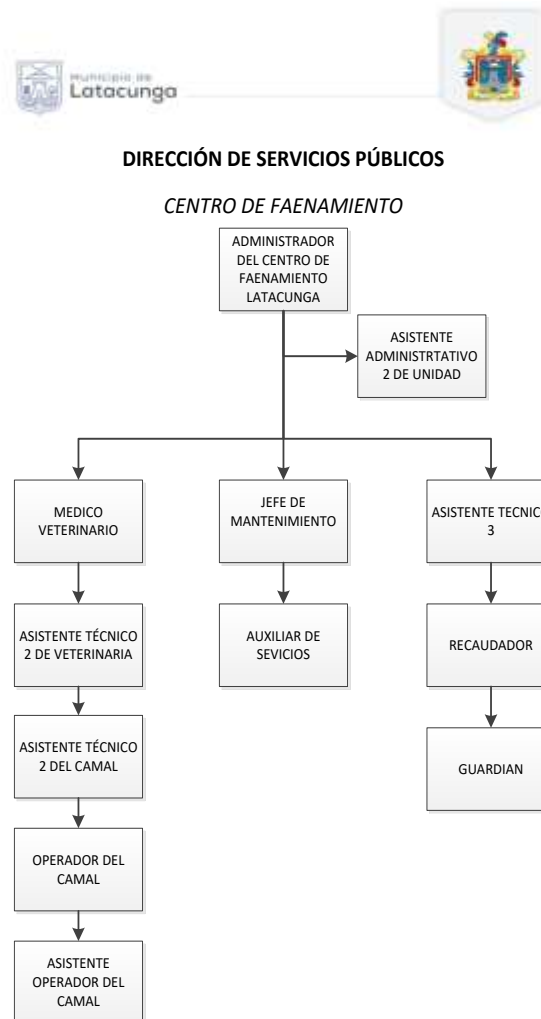 Municipio de
Latacunga
DIRECCIÓN DE SERVICIOS PÚBLICOS
CENTRO DE FAENAMIENTO
ADMINISTRADOR
DEL CENTRO DE
FAENAMIENTO
LATACUNGA
ASISTENTE
ADMINISTRTATIVO
2 DE UNIDAD
MEDICO
VETERINARIO
JEFE DE
MANTENIMIENTO
ASISTENTE TECNIC
3
ASISTENTE TÉCNICO
2 DE VETERINARIA
AUXILIAR DE
SEVICIOS
RECAUDADOR
ASISTENTE TÉCNICO
2 DEL CAMAL
GUARDIAN
OPERADOR DEL
CAMAL
ASISTENTE
OPERADOR DEL
CAMAL